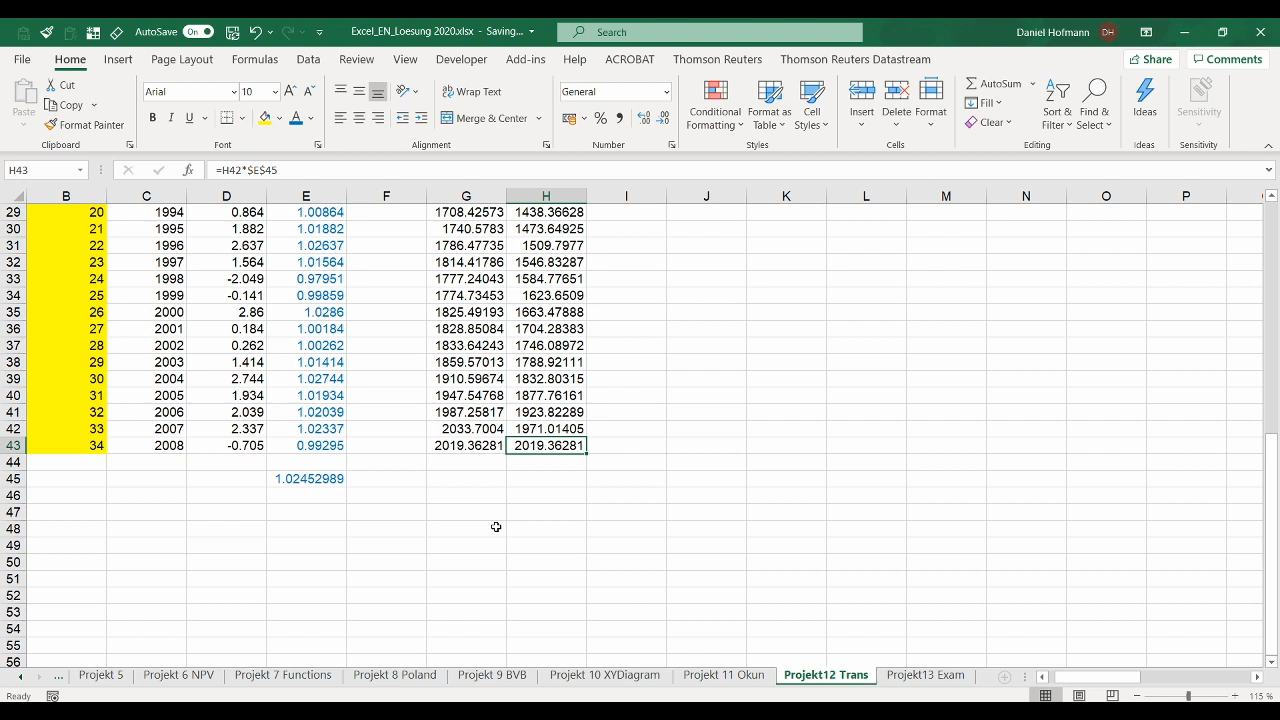 AutoSave On Excel_EN_Loesung 2020.xlsx - Saving... Search Daniel Hofmann DH
File Home Insert Page Layout Formulas Data Review View Developer Add-ins Help ACROBAT Thomson Reuters Thomson Reuters Datastream Share Comments
Paste Cut Copy Format Painter Clipboard
Arial 10 A A B I U A Font
ab Wrap Text Merge & Center Alignment
General % , Number
Conditional Formatting Format as Table Cell Styles Styles
Insert Delete Format Cells
AutoSum Fill Clear Sort & Filter Find & Select Editing
Ideas Ideas
Sensitivity Sensitivity
H43 fx =H42*$E$45
B C D E F G H I J K L M N O P
29 20 1994 0.864 1.00864 1708.42573 1438.36628
30 21 1995 1.882 1.01882 1740.5783 1473.64925
31 22 1996 2.637 1.02637 1786.47735 1509.7977
32 23 1997 1.564 1.01564 1814.41786 1546.83287
33 24 1998 -2.049 0.97951 1777.24043 1584.77651
34 25 1999 -0.141 0.99859 1774.73453 1623.6509
35 26 2000 2.86 1.0286 1825.49193 1663.47888
36 27 2001 0.184 1.00184 1828.85084 1704.28383
37 28 2002 0.262 1.00262 1833.64243 1746.08972
38 29 2003 1.414 1.01414 1859.57013 1788.92111
39 30 2004 2.744 1.02744 1910.59674 1832.80315
40 31 2005 1.934 1.01934 1947.54768 1877.76161
41 32 2006 2.039 1.02039 1987.25817 1923.82289
42 33 2007 2.337 1.02337 2033.7004 1971.01405
43 34 2008 -0.705 0.99295 2019.36281 2019.36281
44
45 1.02452989
46
47
48
49
50
51
52
53
54
55
56
... Projekt 5 Projekt 6 NPV Projekt 7 Functions Projekt 8 Poland Projekt 9 BVB Projekt 10 XYDiagram Projekt 11 Okun Projekt12 Trans Projekt13 Exam
Ready 115 %